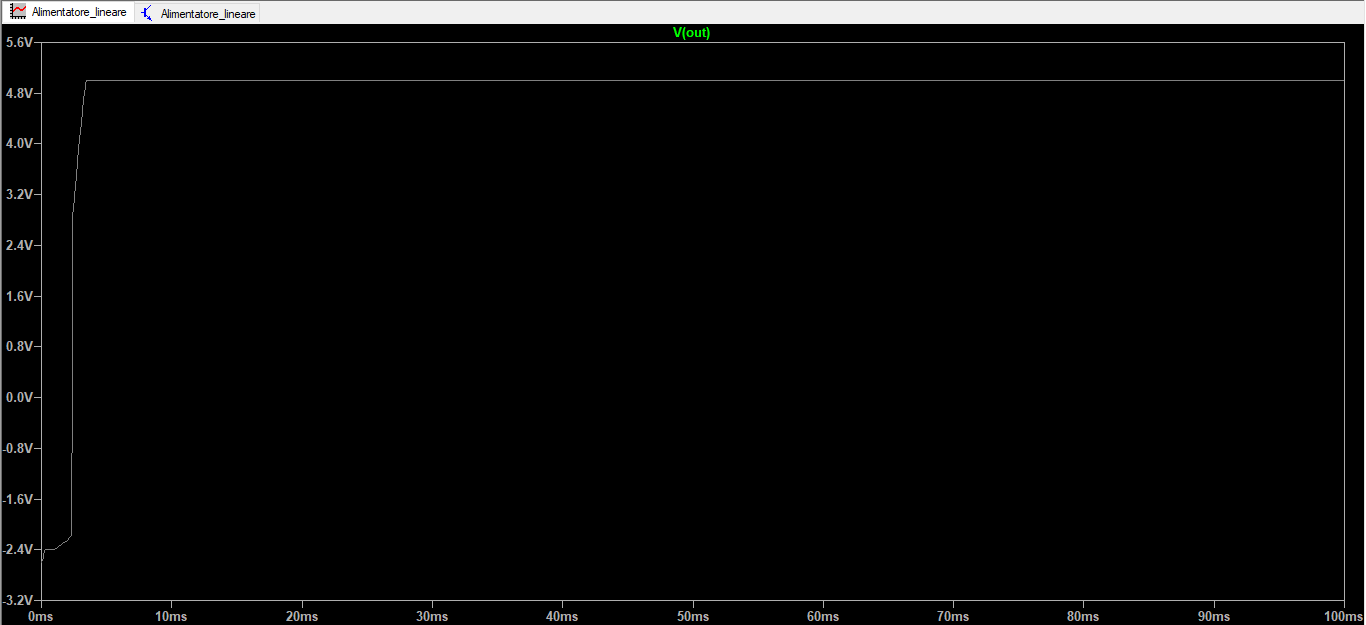 Alimentatore_lineare Alimentatore_lineare
V(out)
5.6V
4.8V
4.0V
3.2V
2.4V
1.6V
0.8V
0.0V
-0.8V
-1.6V
-2.4V
-3.2V
0ms 10ms 20ms 30ms 40ms 50ms 60ms 70ms 80ms 90ms 100ms